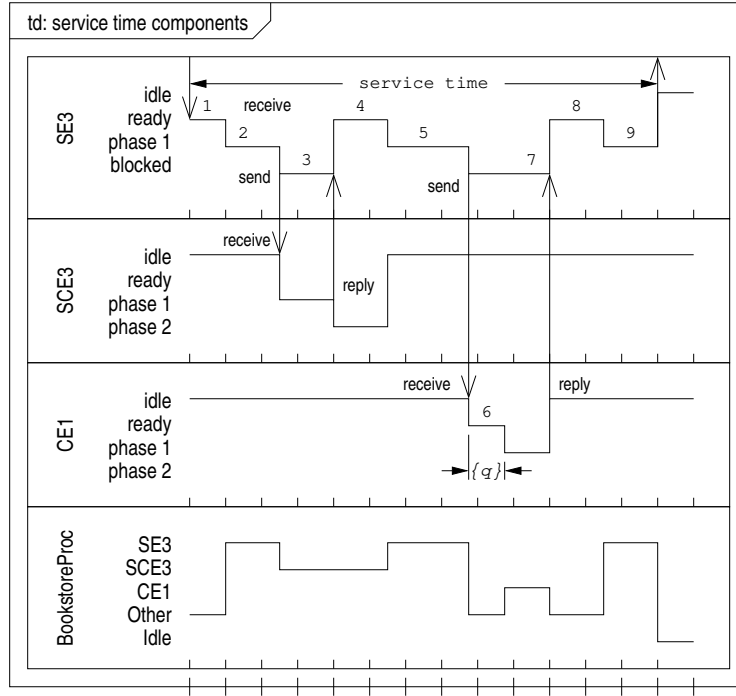 td: service time components
service time
SE3
idle
ready
phase 1
blocked
1 receive 4 8
2 5 9
3 7
send
send
SCE3
idle
ready
phase 1
phase 2
receive
reply
CE1
idle
ready
phase 1
phase 2
receive
reply
6
{q}
BookstoreProc
SE3
SCE3
CE1
Other
Idle